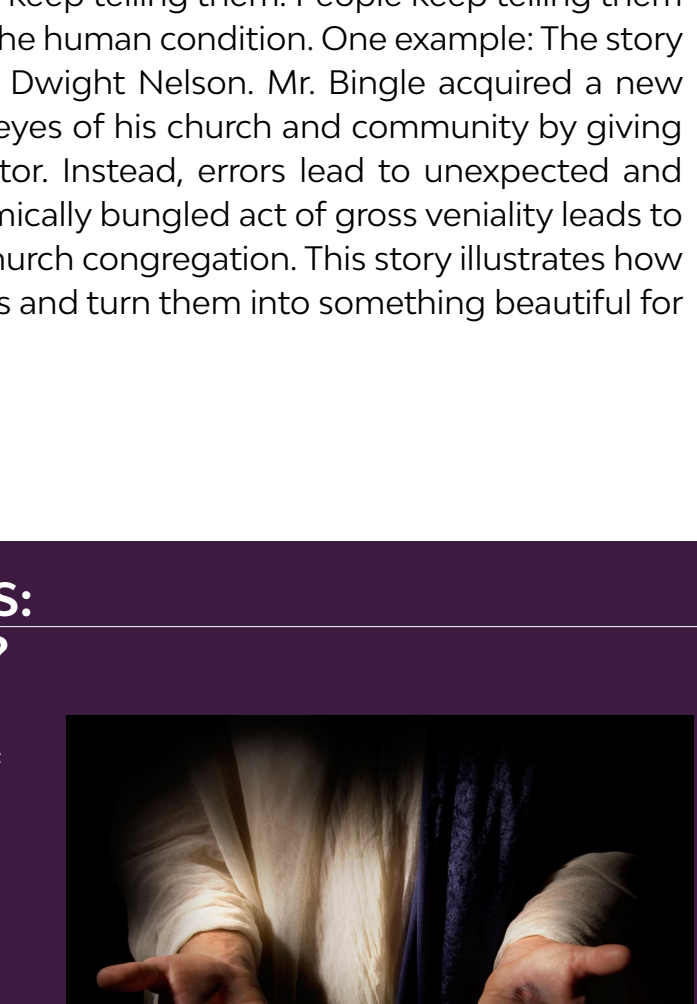 keep telling them. People keep telling them
he human condition. One example: The story
Dwight Nelson. Mr. Bingle acquired a new
eyes of his church and community by giving
tor. Instead, errors lead to unexpected and
mically bungled act of gross veniality leads to
hurch congregation. This story illustrates how
s and turn them into something beautiful for
S:
?